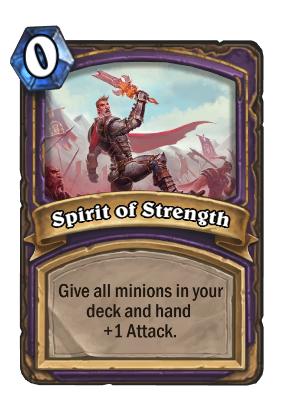 0
Spirit of Strength
Give all minions in your
deck and hand
+1 Attack.